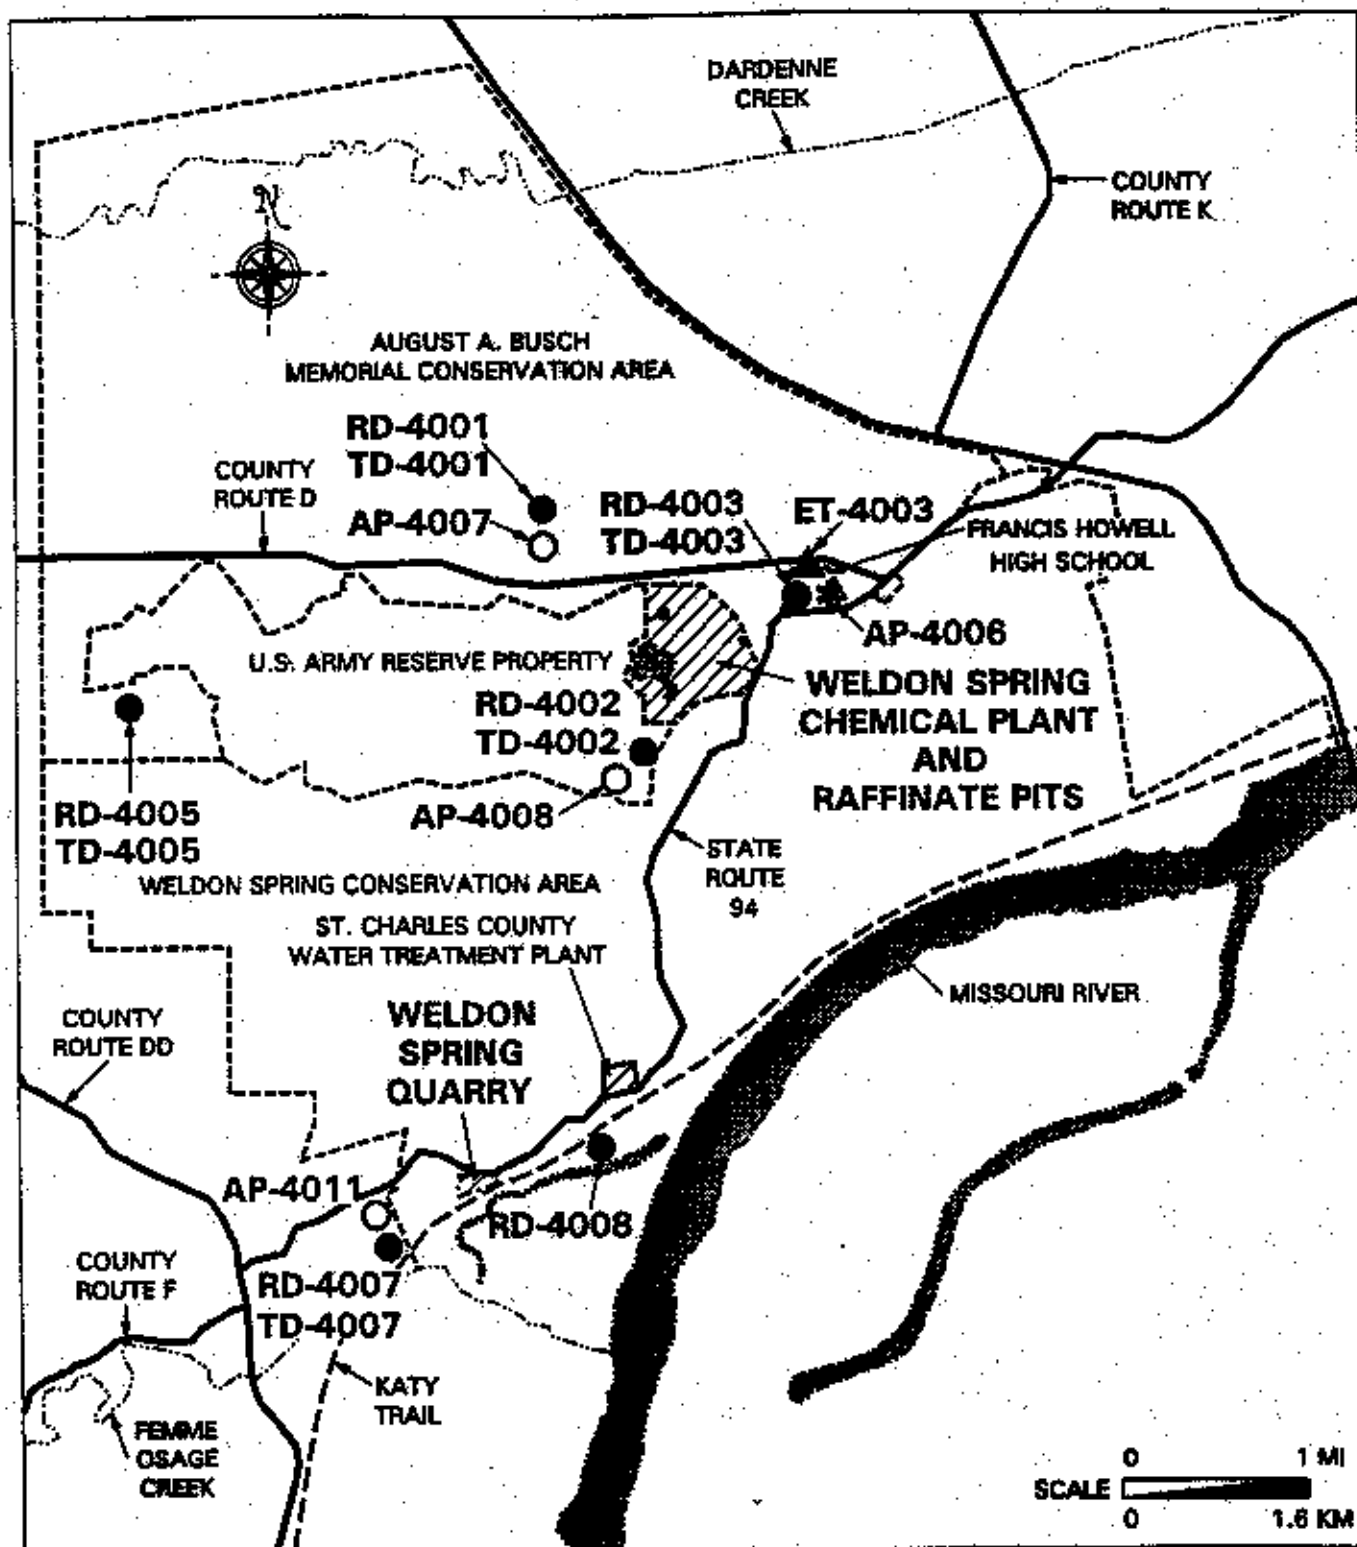 DARDENNE
CREEK
COUNTY
ROUTE K
N
AUGUST A. BUSCH
MEMORIAL CONSERVATION AREA
RD-4001
TD-4001
COUNTY
ROUTE D
AP-4007
RD-4003
TD-4003
ET-4003
FRANCIS HOWELL
HIGH SCHOOL
AP-4006
U.S. ARMY RESERVE PROPERTY
WELDON SPRING
CHEMICAL PLANT
AND
RAFFINATE PITS
RD-4002
TD-4002
AP-4008
RD-4005
TD-4005
STATE
ROUTE
94
WELDON SPRING CONSERVATION AREA
ST. CHARLES COUNTY
WATER TREATMENT PLANT
MISSOURI RIVER
COUNTY
ROUTE DD
WELDON
SPRING
QUARRY
AP-4011
RD-4008
COUNTY
ROUTE F
RD-4007
TD-4007
KATY
TRAIL
FEMME
OSAGE
CREEK
0 1 MI
SCALE
0 1.6 KM